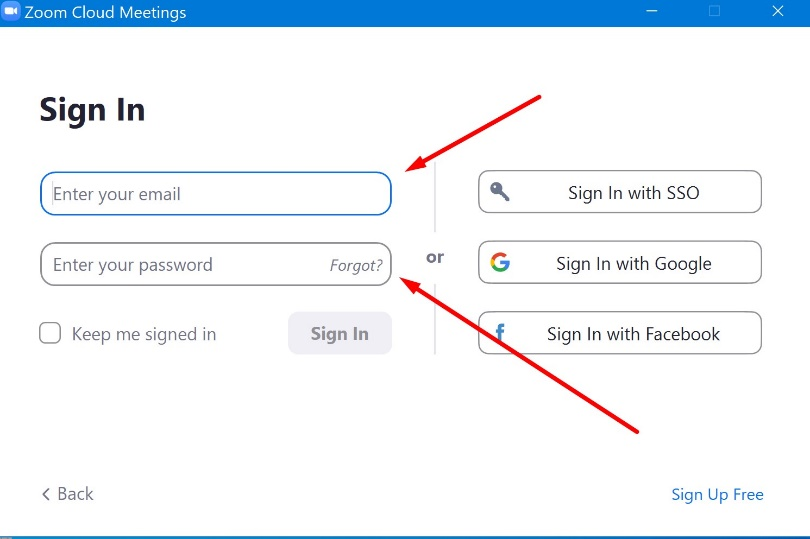 Zoom Cloud Meetings
Sign In
Enter your email
Enter your password
Forgot?
Keep me signed in
Sign In
or
Sign In with SSO
Sign In with Google
Sign In with Facebook
Back
Sign Up Free